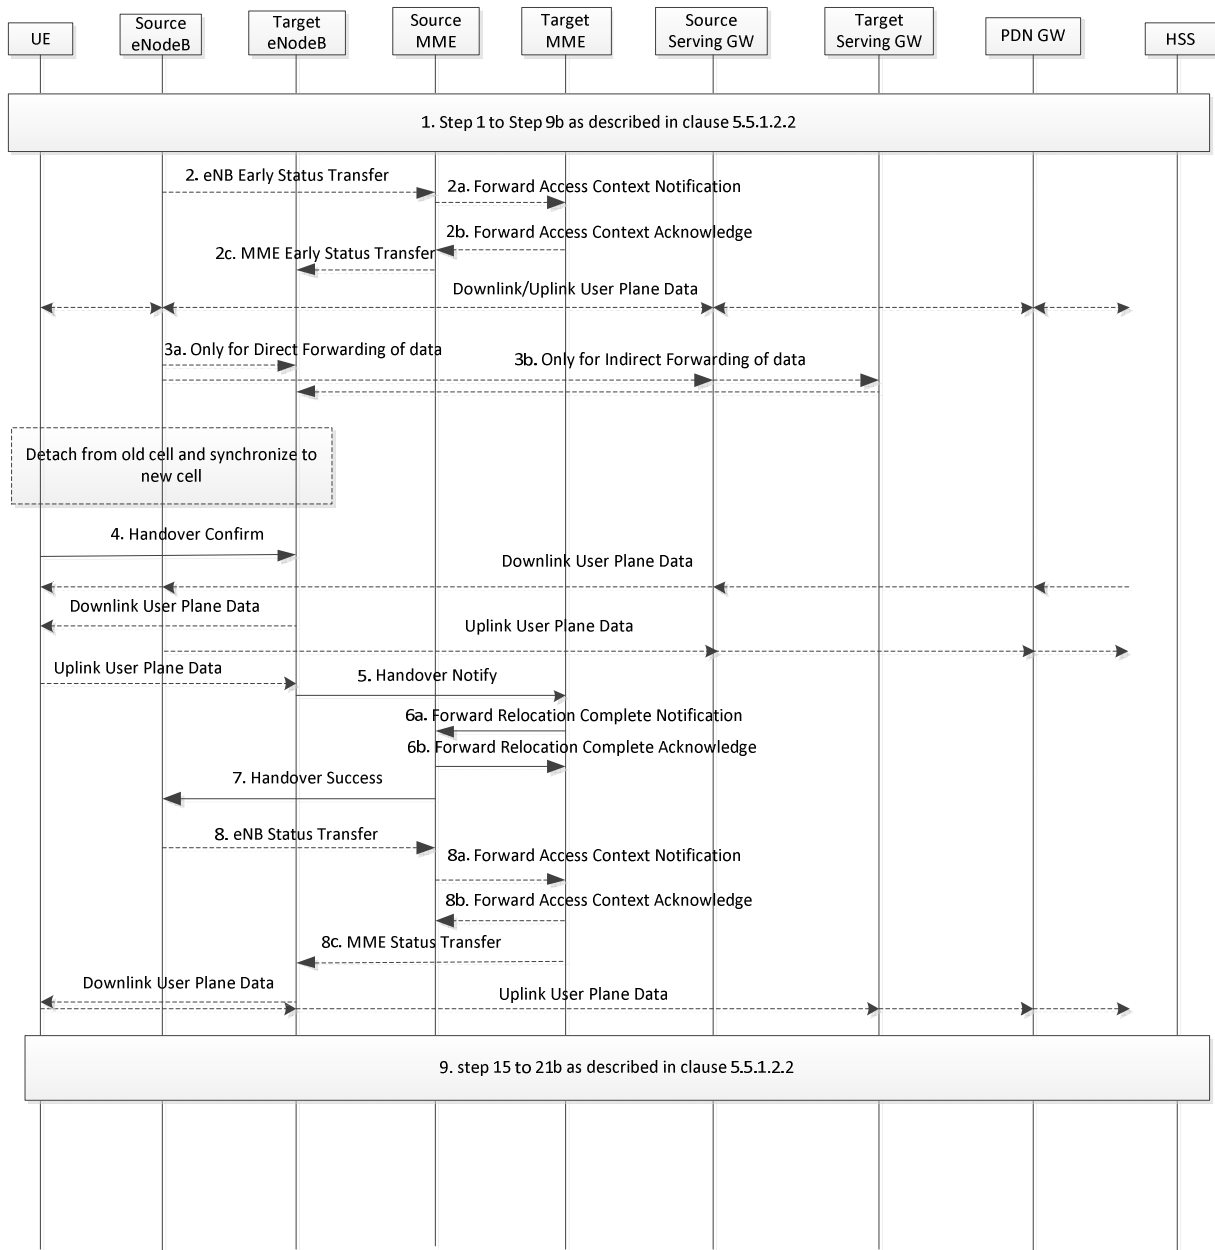 UE
Source
eNodeB
Target
eNodeB
Source
MME
Target
MME
Source
Serving GW
Target
Serving GW
PDN GW
HSS
1. Step 1 to Step 9b as described in clause 5.5.1.2.2
2. eNB Early Status Transfer
2a. Forward Access Context Notification
2b. Forward Access Context Acknowledge
2c. MME Early Status Transfer
Downlink/Uplink User Plane Data
3a. Only for Direct Forwarding of data
3b. Only for Indirect Forwarding of data
Detach from old cell and synchronize to
new cell
4. Handover Confirm
Downlink User Plane Data
Downlink User Plane Data
Uplink User Plane Data
Uplink User Plane Data
5. Handover Notify
6a. Forward Relocation Complete Notification
6b. Forward Relocation Complete Acknowledge
7. Handover Success
8. eNB Status Transfer
8a. Forward Access Context Notification
8b. Forward Access Context Acknowledge
8c. MME Status Transfer
Downlink User Plane Data
Uplink User Plane Data
9. step 15 to 21b as described in clause 5.5.1.2.2